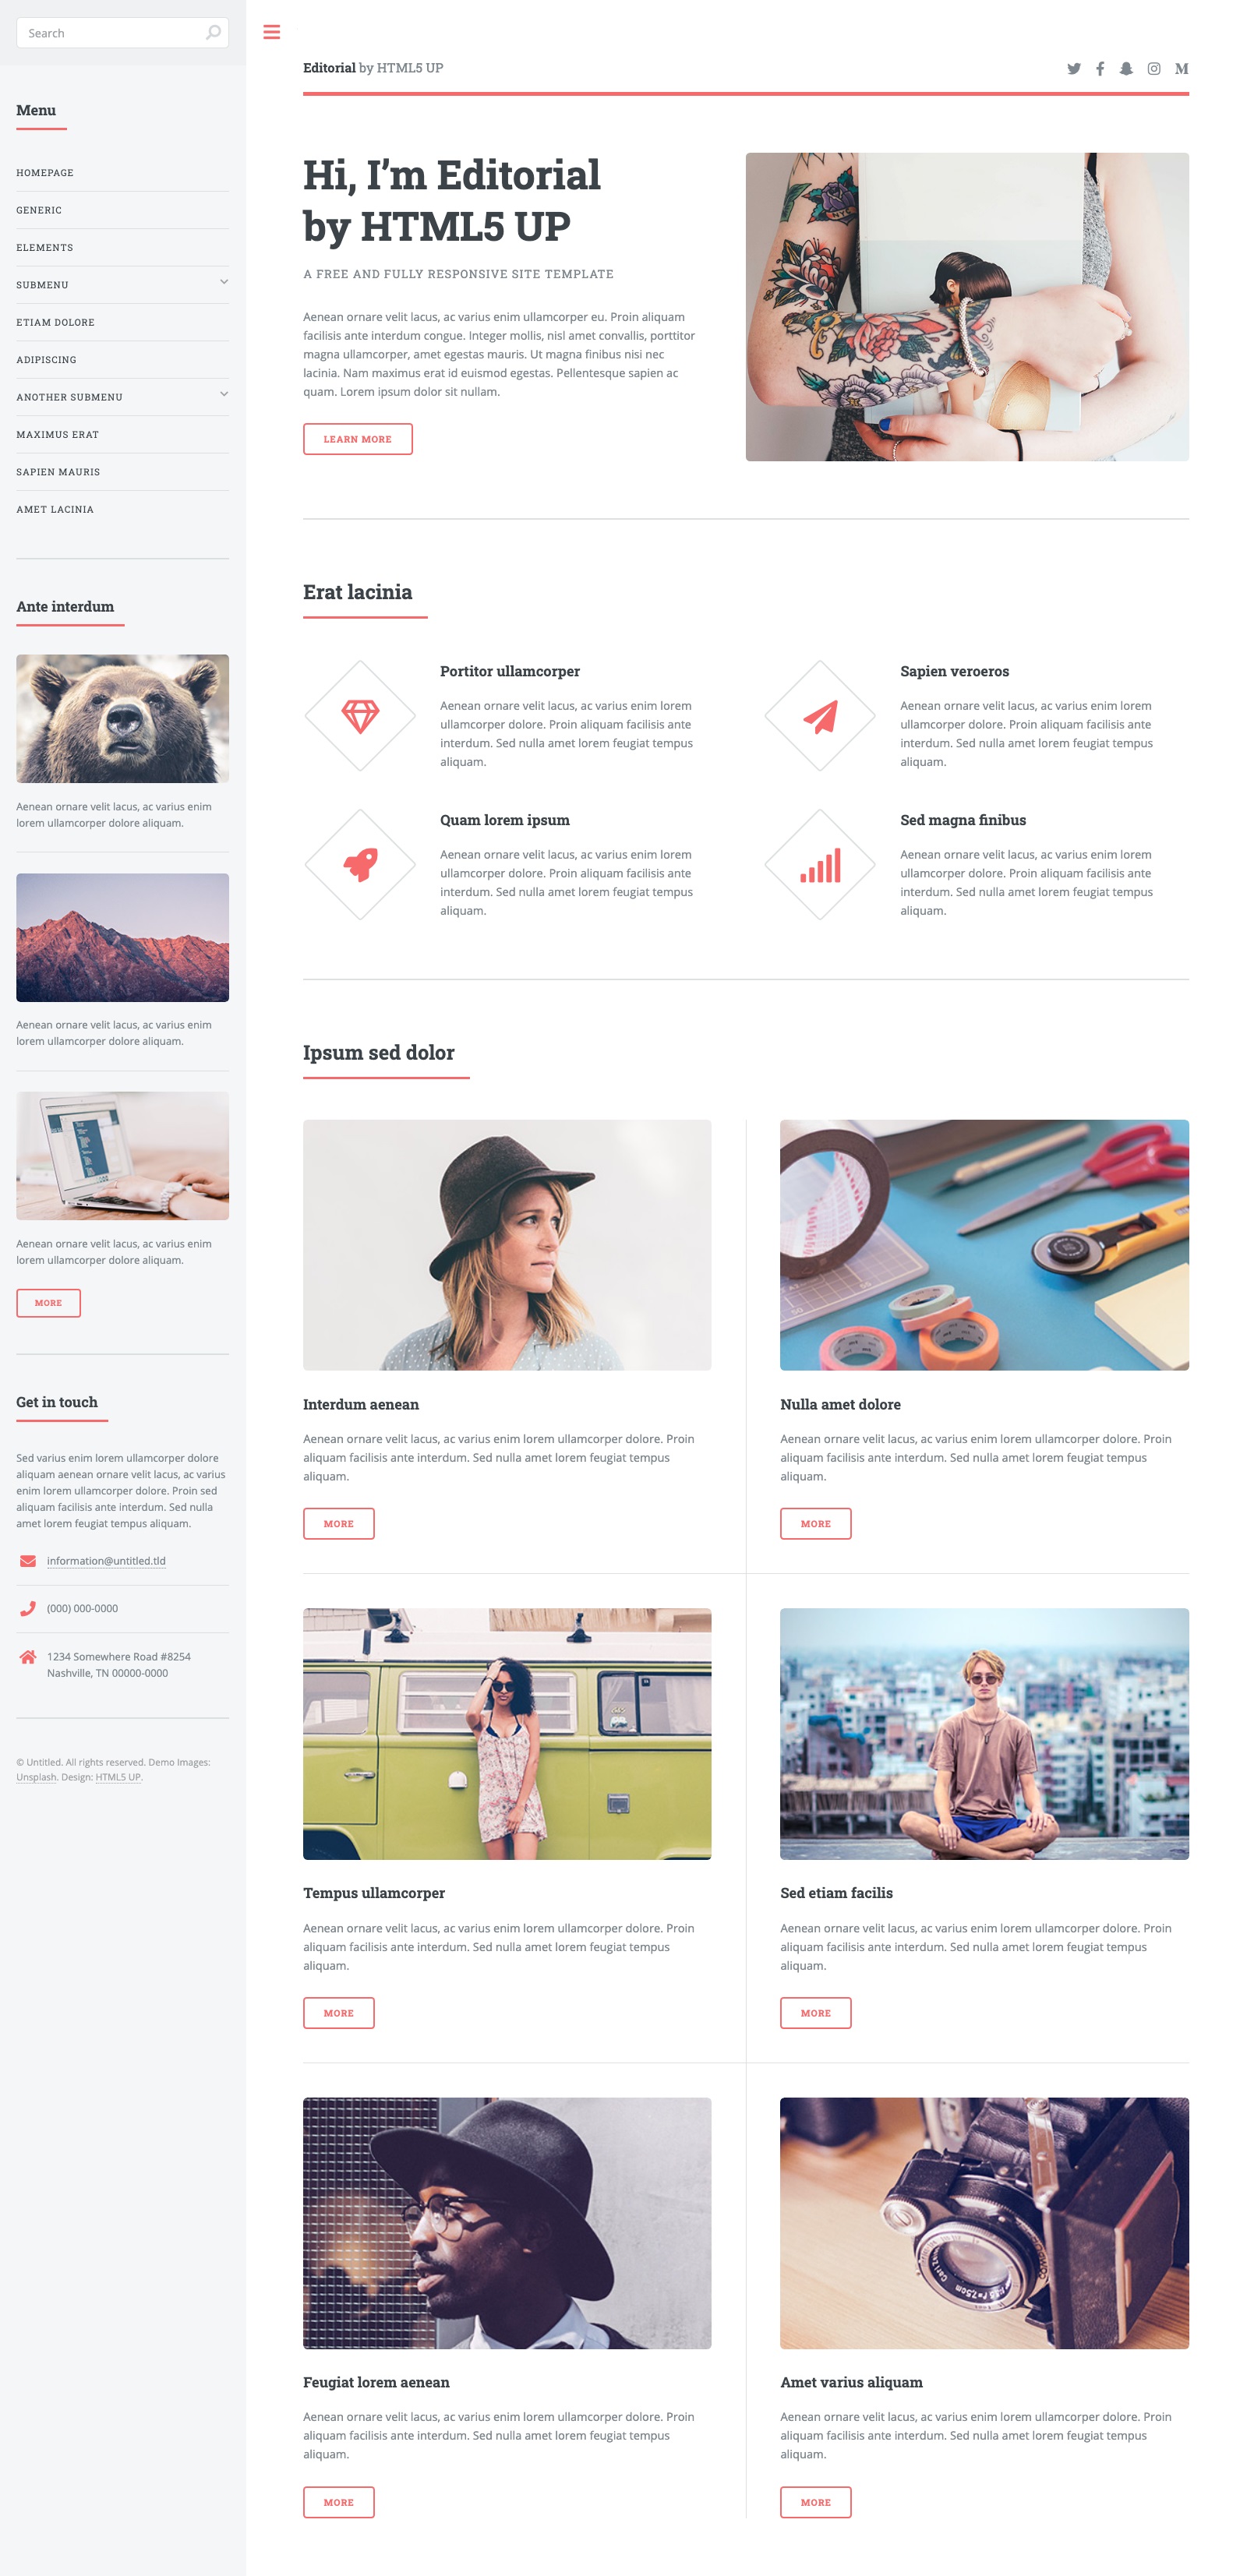 Search
Menu
HOMEPAGE
GENERIC
ELEMENTS
SUBMENU
ETIAM DOLORE
ADIPISCING
ANOTHER SUBMENU
MAXIMUS ERAT
SAPIEN MAURIS
AMET LACINIA
Ante interdum
Aenean ornare velit lacus, ac varius enim
lorem ullamcorper dolore aliquam.
Aenean ornare velit lacus, ac varius enim
lorem ullamcorper dolore aliquam.
Aenean ornare velit lacus, ac varius enim
lorem ullamcorper dolore aliquam.
MORE
Get in touch
Sed varius enim lorem ullamcorper dolore
aliquam aenean ornare velit lacus, ac varius
enim lorem ullamcorper dolore. Proin sed
aliquam facilisis ante interdum. Sed nulla
amet lorem feugiat tempus aliquam.
information@untitled.tld
(000) 000-0000
1234 Somewhere Road #8254
Nashville, TN 00000-0000
© Untitled. All rights reserved. Demo Images:
Unsplash. Design: HTML5 UP.
Editorial by HTML5 UP
Hi, I’m Editorial
by HTML5 UP
A FREE AND FULLY RESPONSIVE SITE TEMPLATE
Aenean ornare velit lacus, ac varius enim ullamcorper eu. Proin aliquam
facilisis ante interdum congue. Integer mollis, nisl amet convallis, porttitor
magna ullamcorper, amet egestas mauris. Ut magna finibus nisi nec
lacinia. Nam maximus erat id euismod egestas. Pellentesque sapien ac
quam. Lorem ipsum dolor sit nullam.
LEARN MORE
Erat lacinia
Portitor ullamcorper
Aenean ornare velit lacus, ac varius enim lorem
ullamcorper dolore. Proin aliquam facilisis ante
interdum. Sed nulla amet lorem feugiat tempus
aliquam.
Sapien veroeros
Aenean ornare velit lacus, ac varius enim lorem
ullamcorper dolore. Proin aliquam facilisis ante
interdum. Sed nulla amet lorem feugiat tempus
aliquam.
Quam lorem ipsum
Aenean ornare velit lacus, ac varius enim lorem
ullamcorper dolore. Proin aliquam facilisis ante
interdum. Sed nulla amet lorem feugiat tempus
aliquam.
Sed magna finibus
Aenean ornare velit lacus, ac varius enim lorem
ullamcorper dolore. Proin aliquam facilisis ante
interdum. Sed nulla amet lorem feugiat tempus
aliquam.
Ipsum sed dolor
Interdum aenean
Aenean ornare velit lacus, ac varius enim lorem ullamcorper dolore. Proin
aliquam facilisis ante interdum. Sed nulla amet lorem feugiat tempus
aliquam.
MORE
Nulla amet dolore
Aenean ornare velit lacus, ac varius enim lorem ullamcorper dolore. Proin
aliquam facilisis ante interdum. Sed nulla amet lorem feugiat tempus
aliquam.
MORE
Tempus ullamcorper
Aenean ornare velit lacus, ac varius enim lorem ullamcorper dolore. Proin
aliquam facilisis ante interdum. Sed nulla amet lorem feugiat tempus
aliquam.
MORE
Sed etiam facilis
Aenean ornare velit lacus, ac varius enim lorem ullamcorper dolore. Proin
aliquam facilisis ante interdum. Sed nulla amet lorem feugiat tempus
aliquam.
MORE
Feugiat lorem aenean
Aenean ornare velit lacus, ac varius enim lorem ullamcorper dolore. Proin
aliquam facilisis ante interdum. Sed nulla amet lorem feugiat tempus
aliquam.
MORE
Amet varius aliquam
Aenean ornare velit lacus, ac varius enim lorem ullamcorper dolore. Proin
aliquam facilisis ante interdum. Sed nulla amet lorem feugiat tempus
aliquam.
MORE